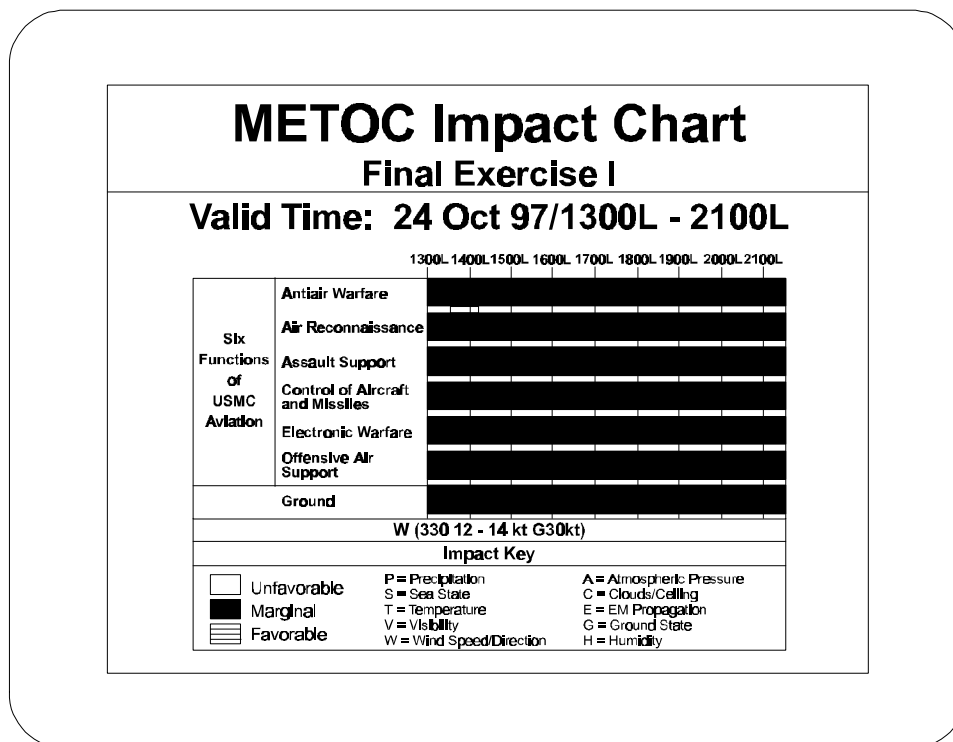 METOC Impact Chart
Final Exercise I
Valid Time: 24 Oct 97/1300L - 2100L
1300L 1400L 1500L 1600L 1700L 1800L 1900L 2000L 2100L
Six
Functions
of
USMC
Aviation
Antiair Warfare
Air Reconnaissance
Assault Support
Control of Aircraft
and Missiles
Electronic Warfare
Offensive Air
Support
Ground
W (330 12 - 14 kt G30kt)
Impact Key
Unfavorable
Marginal
Favorable
P = Precipitation
S = Sea State
T = Temperature
V = Visibility
W = Wind Speed/Direction
A = Atmospheric Pressure
C = Clouds/Ceiling
E = EM Propagation
G = Ground State
H = Humidity